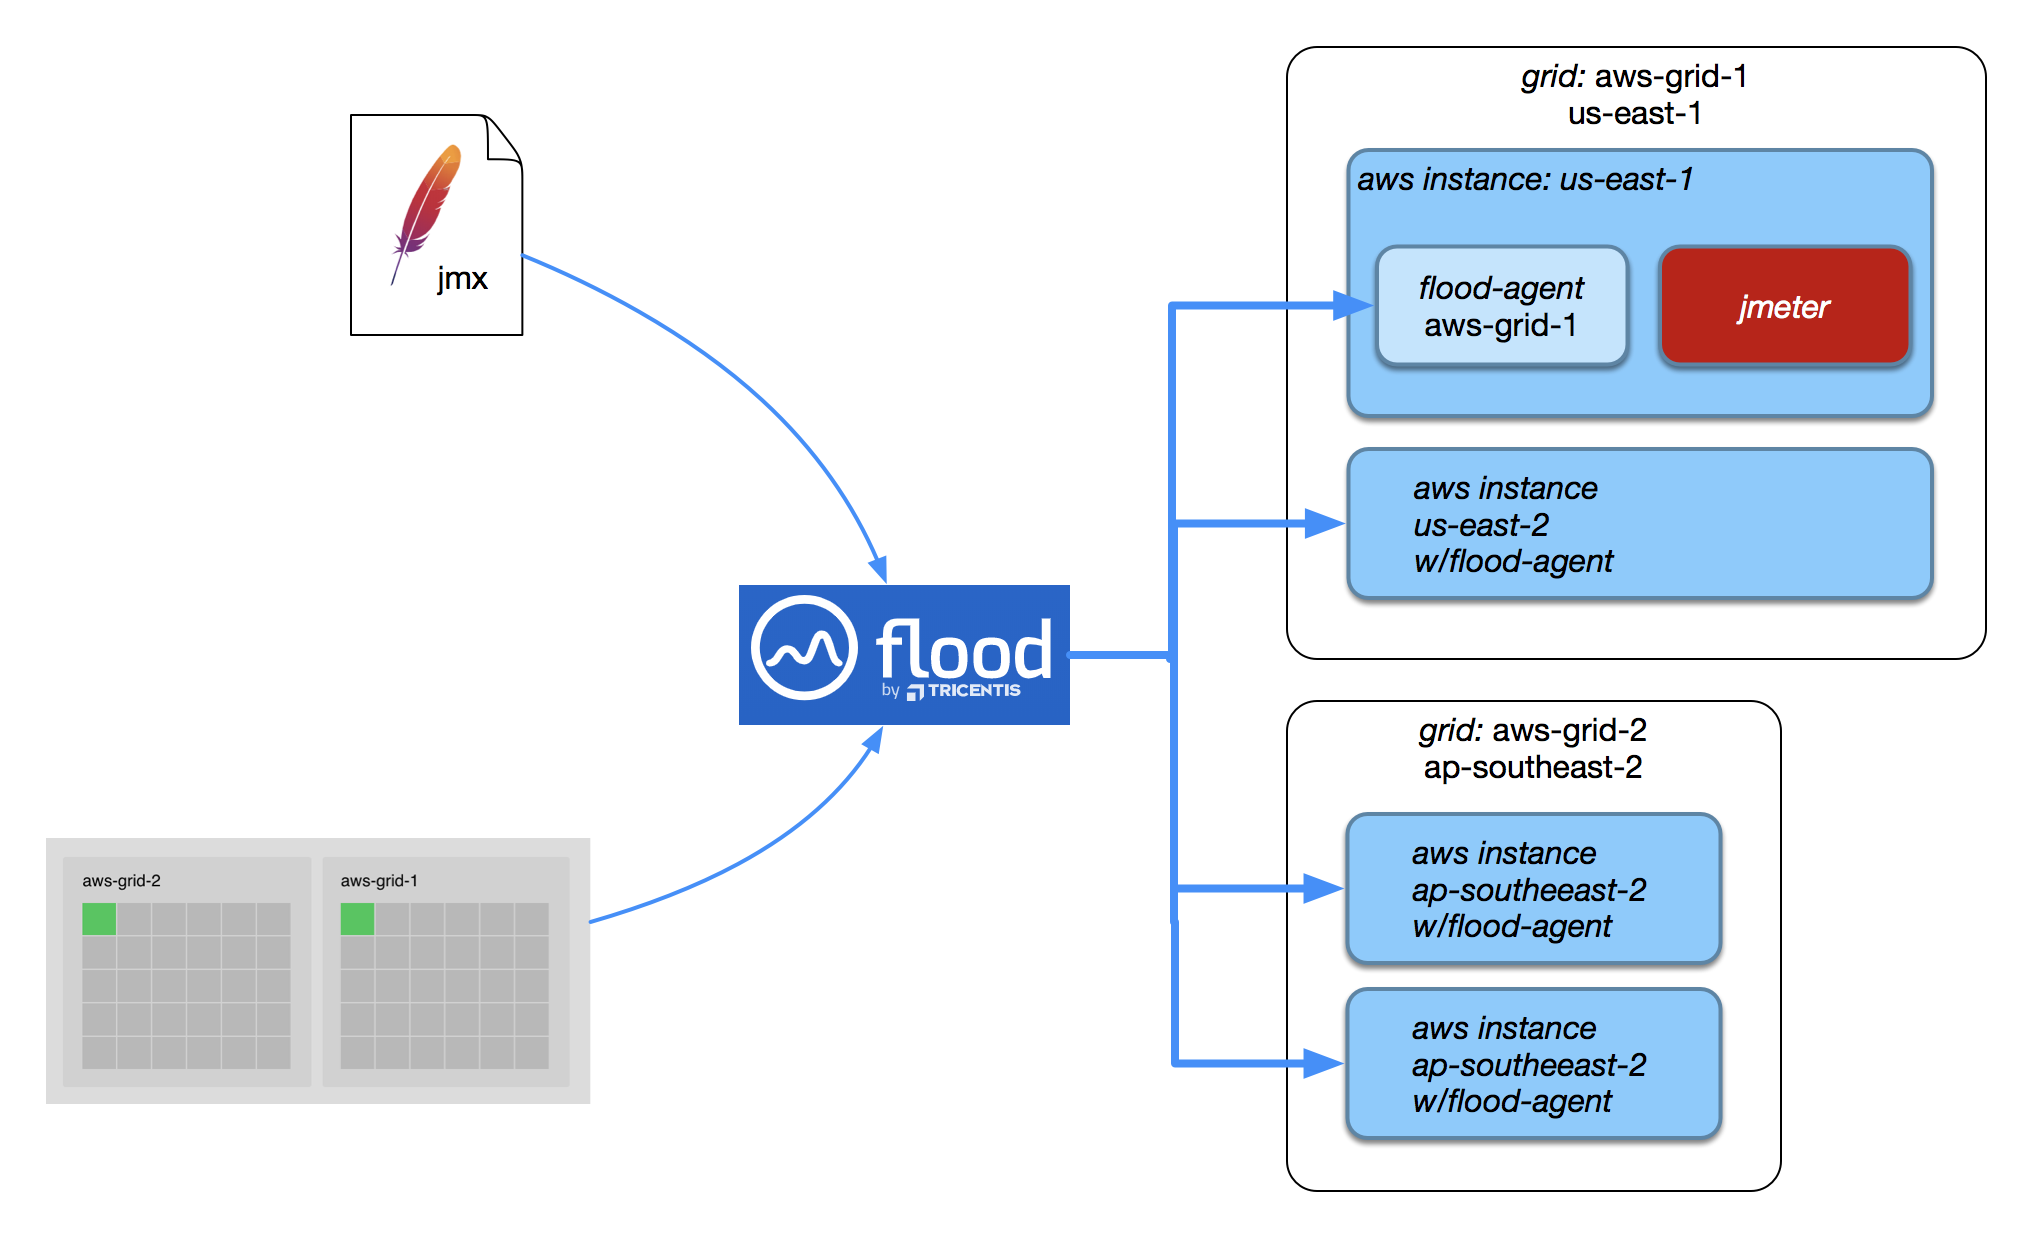 jmx
flood
by TRICENTIS
aws-grid-2
aws-grid-1
grid: aws-grid-1
us-east-1
aws instance: us-east-1
flood-agent
aws-grid-1
jmeter
aws instance
us-east-2
w/flood-agent
grid: aws-grid-2
ap-southeast-2
aws instance
ap-southeeast-2
w/flood-agent
aws instance
ap-southeeast-2
w/flood-agent